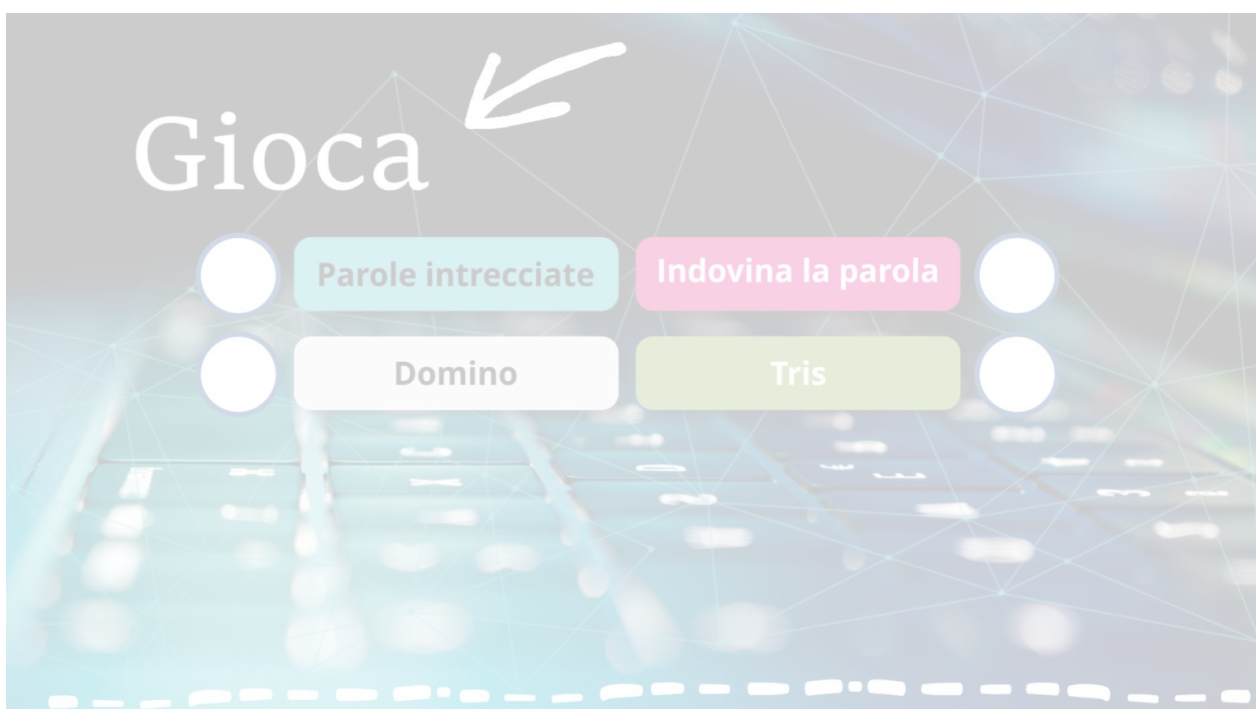 Gioca
Parole intrecciate
Indovina la parola
Domino
Tris